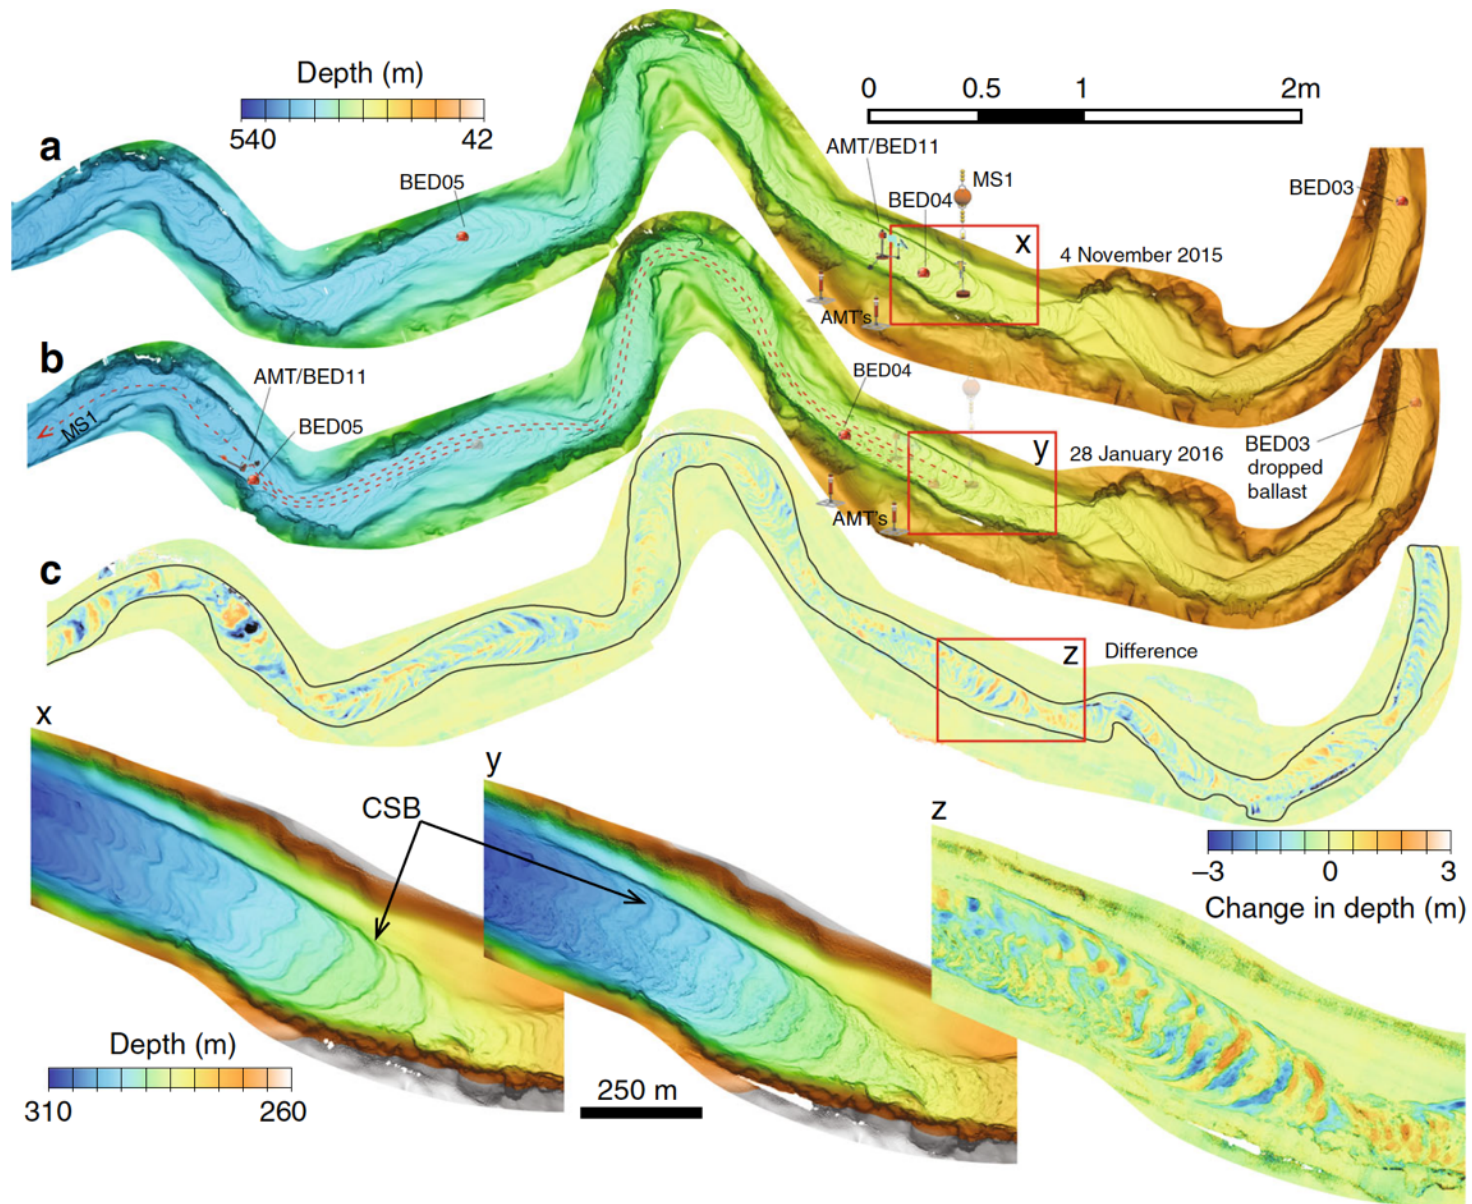 Depth (m)
540 42
0 0.5 1 2m
a
BED05
AMT/BED11
BED04
MS1
BED03
x
4 November 2015
AMT's
b
AMT/BED11
BED05
MS1
BED04
y
28 January 2016
BED03
dropped
ballast
AMT's
c
z
Difference
x
y
CSB
z
–3 0 3
Change in depth (m)
Depth (m)
310 260
250 m